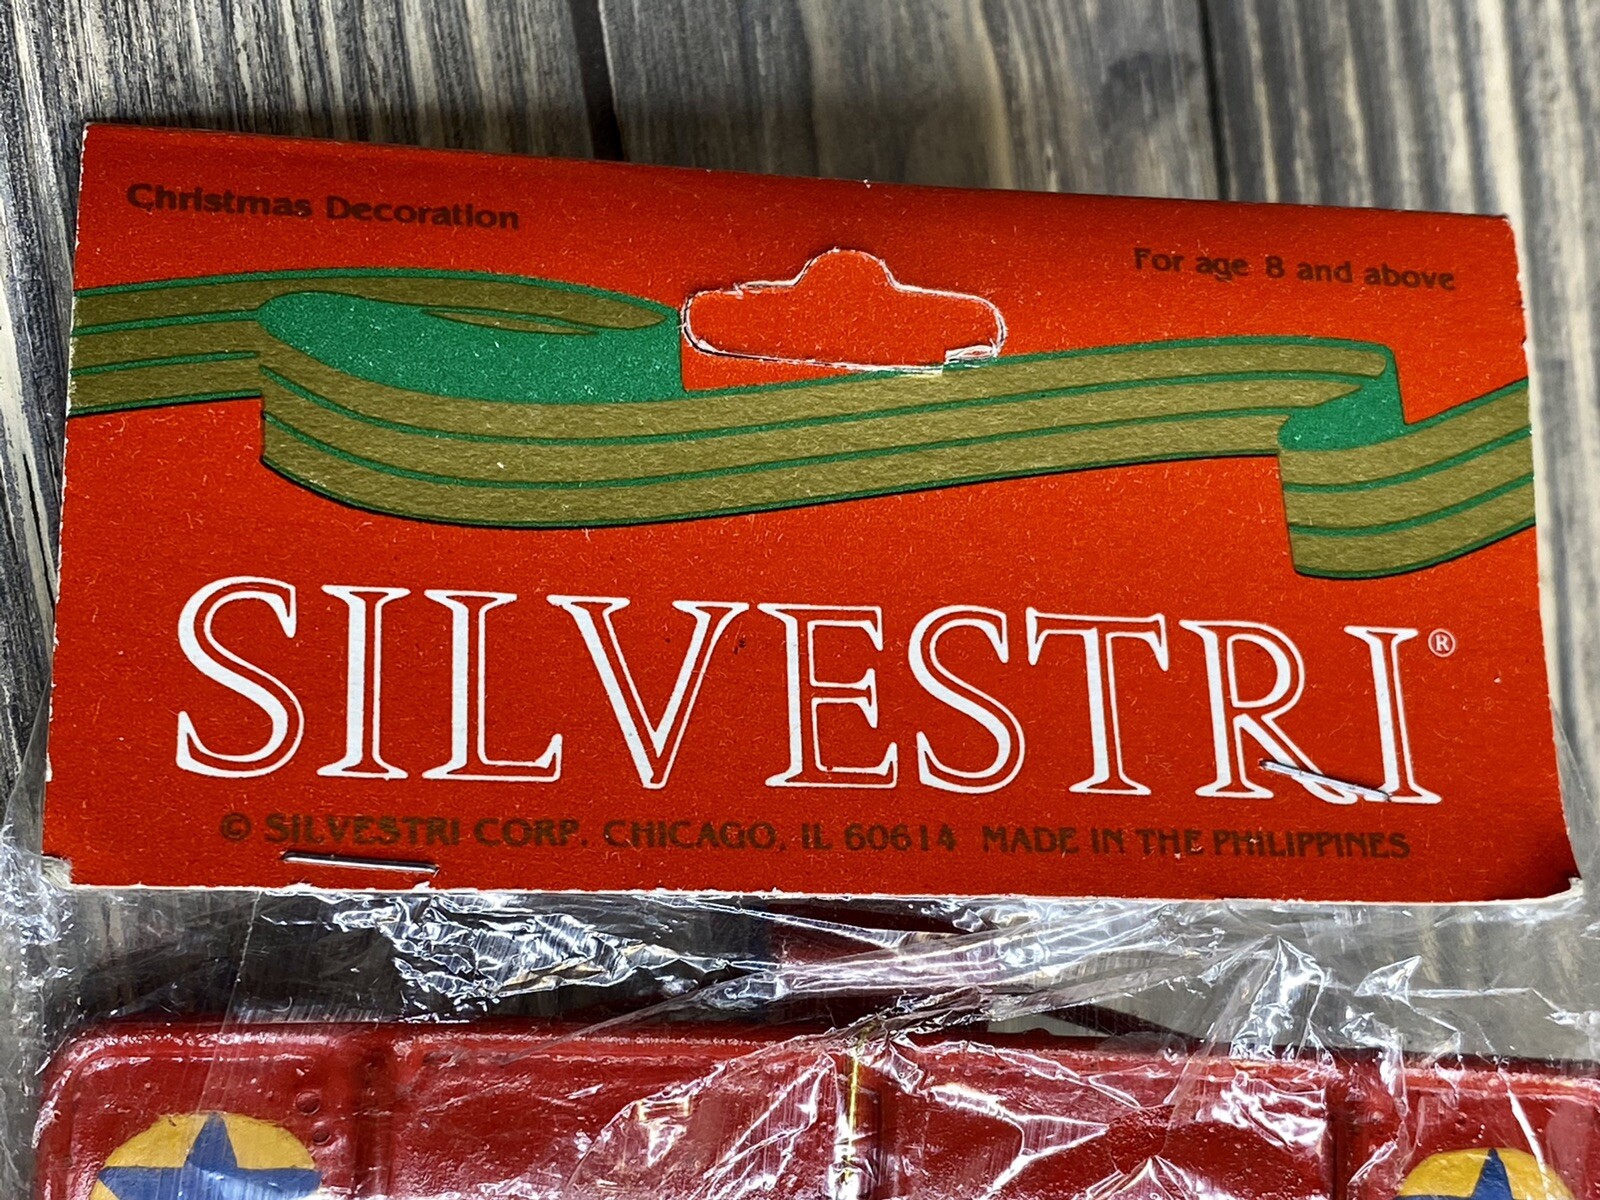 Christmas Decoration
For age 8 and above
SILVESTRI®
© SILVESTRI CORP. CHICAGO, IL 60614 MADE IN THE PHILIPPINES